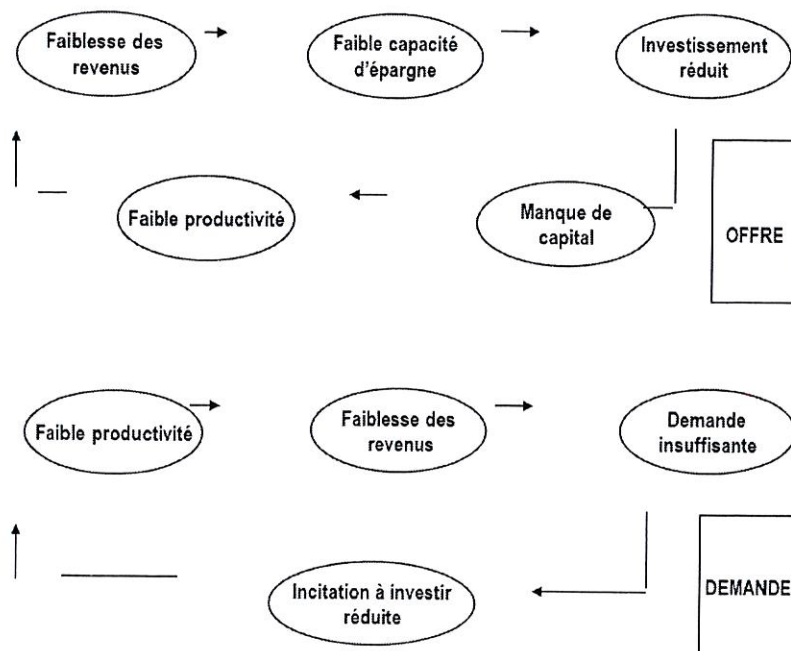 Faiblesse des
revenus
Faible capacité
d'épargne
Investissement
réduit
Faible productivité
Manque de
capital
OFFRE
Faible productivité
Faiblesse des
revenus
Demande
insuffisante
Incitation à investir
réduite
DEMANDE